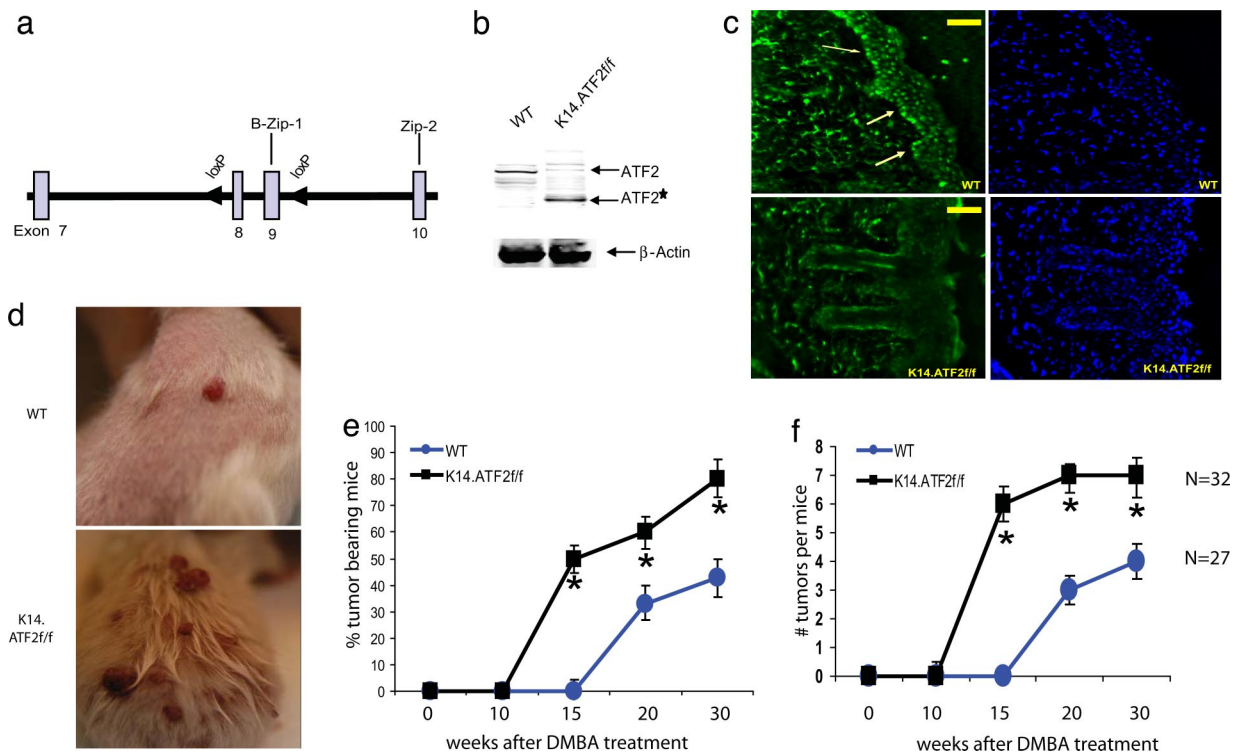 a
B-Zip-1
Zip-2
loxP
loxP
Exon 7
8
9
10
b
WT
K14.ATF2f/f
ATF2
ATF2*
β-Actin
c
WT
WT
K14.ATF2f/f
K14.ATF2f/f
d
WT
K14.
ATF2f/f
e
WT
K14.ATF2f/f
% tumor bearing mice
100
90
80
70
60
50
40
30
20
10
0
*
*
*
0 10 15 20 30
weeks after DMBA treatment
f
WT
K14.ATF2f/f
# tumors per mice
8
7
6
5
4
3
2
1
0
*
*
*
N=32
N=27
0 10 15 20 30
weeks after DMBA treatment